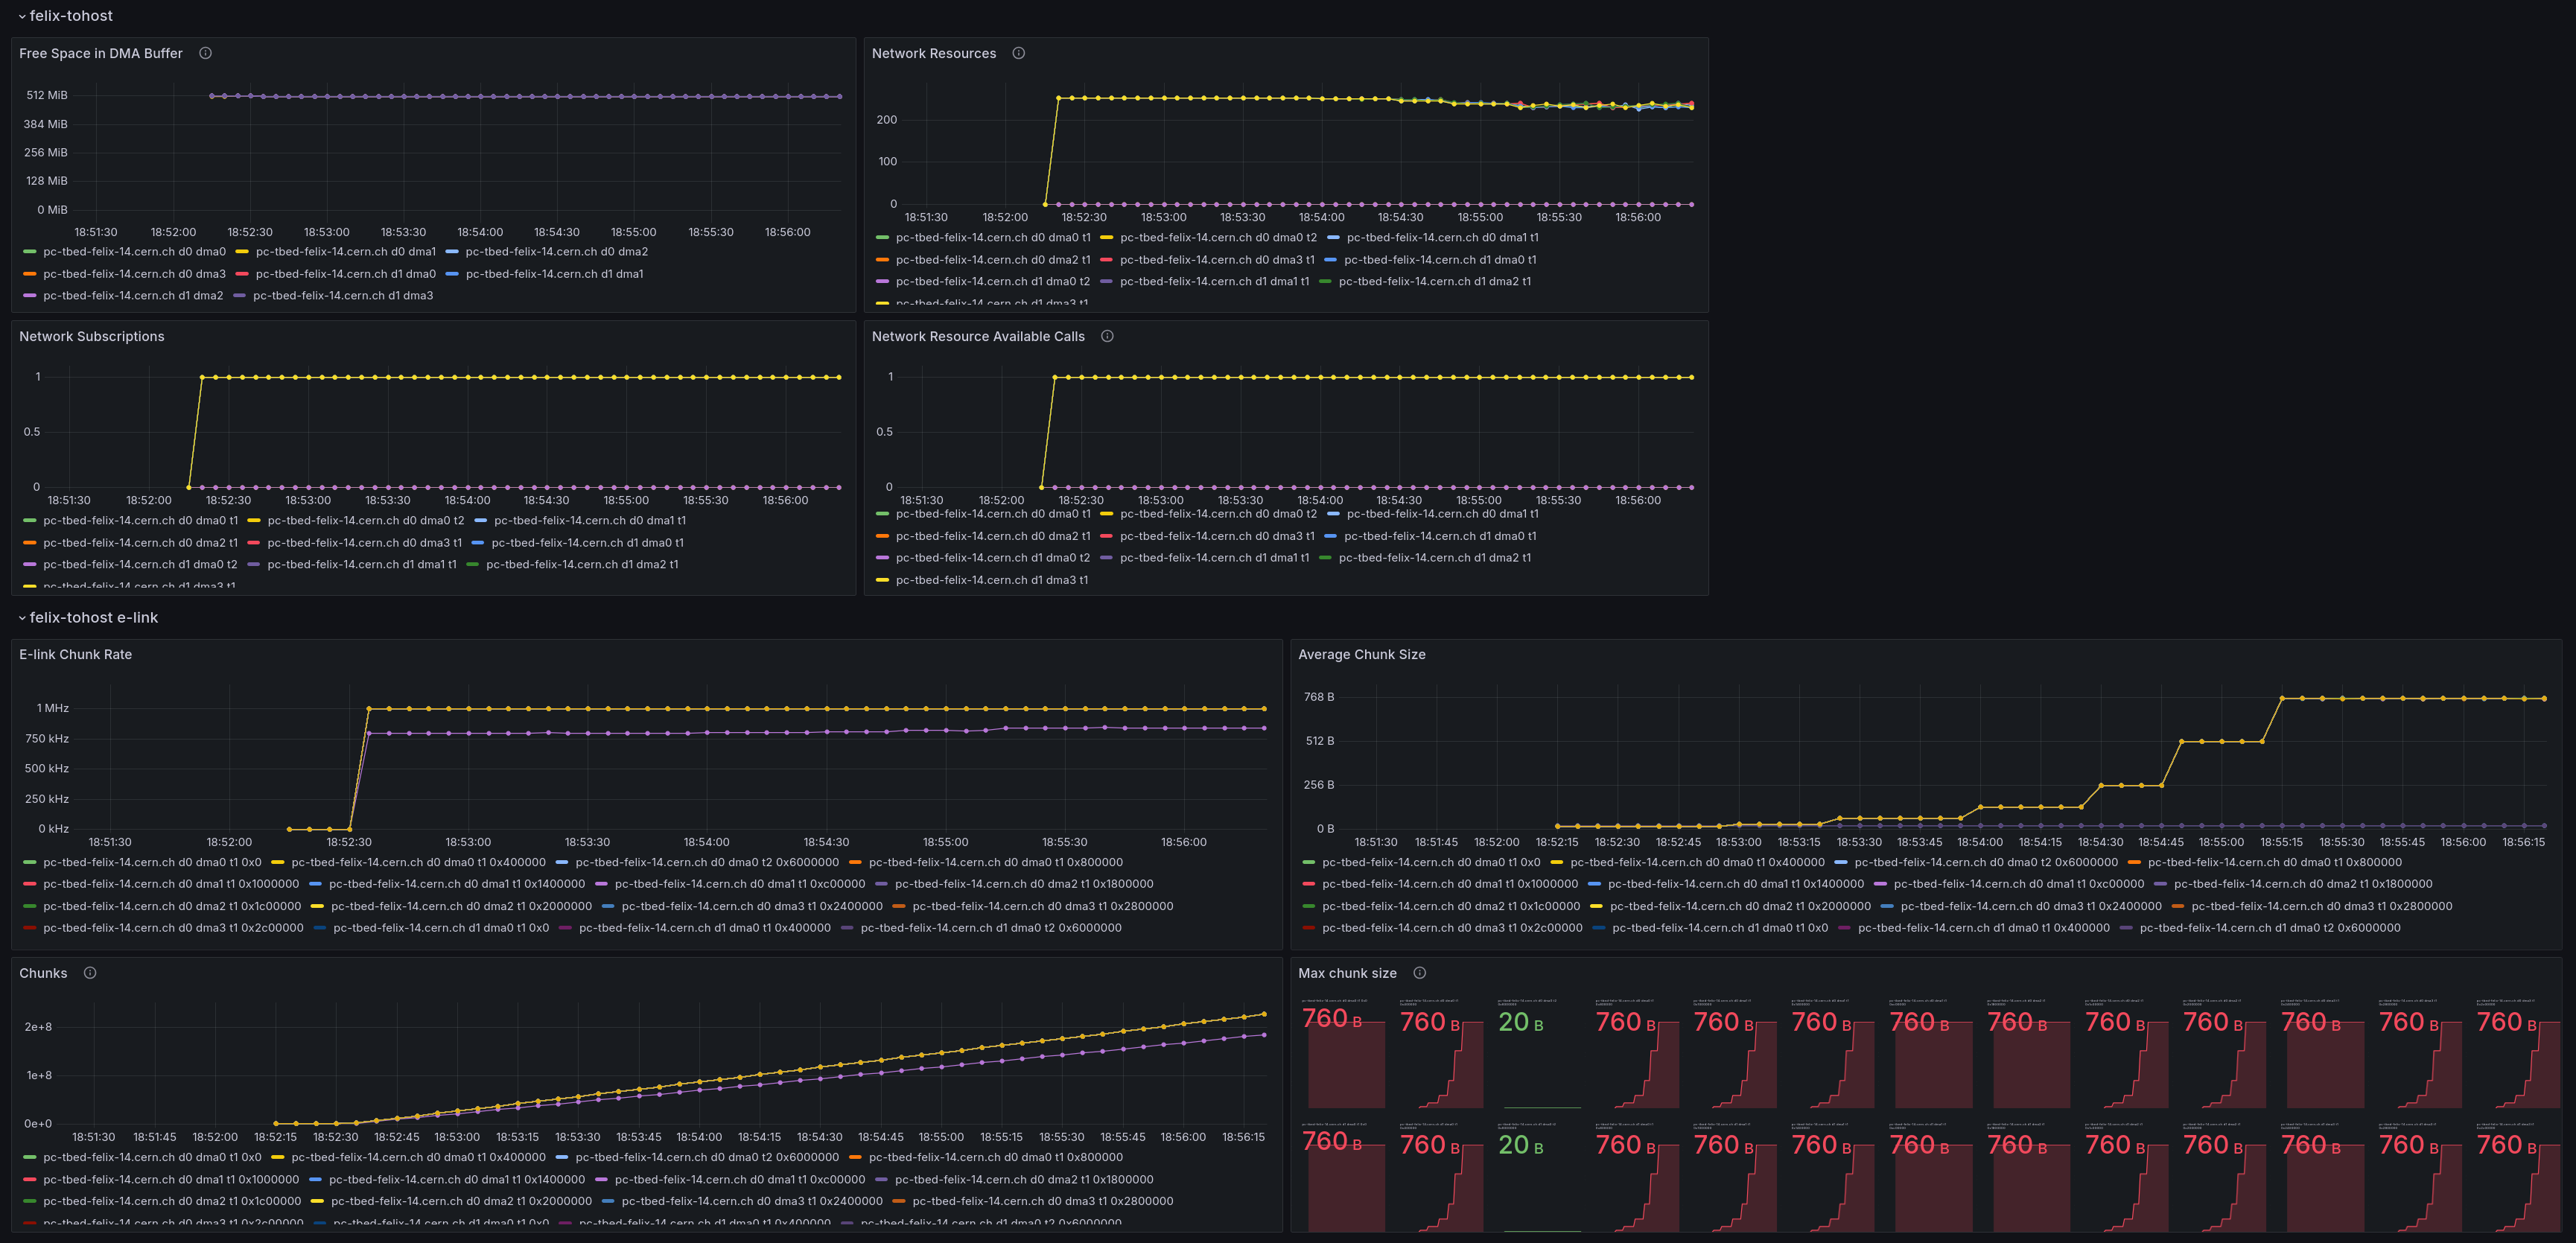 felix-tohost
Free Space in DMA Buffer
512 MiB
384 MiB
256 MiB
128 MiB
0 MiB
18:51:30 18:52:00 18:52:30 18:53:00 18:53:30 18:54:00 18:54:30 18:55:00 18:55:30 18:56:00
pc-tbed-felix-14.cern.ch d0 dma0 pc-tbed-felix-14.cern.ch d0 dma1 pc-tbed-felix-14.cern.ch d0 dma2
pc-tbed-felix-14.cern.ch d0 dma3 pc-tbed-felix-14.cern.ch d1 dma0 pc-tbed-felix-14.cern.ch d1 dma1
pc-tbed-felix-14.cern.ch d1 dma2 pc-tbed-felix-14.cern.ch d1 dma3
Network Resources
200
100
0
18:51:30 18:52:00 18:52:30 18:53:00 18:53:30 18:54:00 18:54:30 18:55:00 18:55:30 18:56:00
pc-tbed-felix-14.cern.ch d0 dma0 t1 pc-tbed-felix-14.cern.ch d0 dma0 t2 pc-tbed-felix-14.cern.ch d0 dma1 t1
pc-tbed-felix-14.cern.ch d0 dma2 t1 pc-tbed-felix-14.cern.ch d0 dma3 t1 pc-tbed-felix-14.cern.ch d1 dma0 t1
pc-tbed-felix-14.cern.ch d1 dma0 t2 pc-tbed-felix-14.cern.ch d1 dma1 t1 pc-tbed-felix-14.cern.ch d1 dma2 t1
pc-tbed-felix-14.cern.ch d1 dma3 t1
Network Subscriptions
1
0.5
0
18:51:30 18:52:00 18:52:30 18:53:00 18:53:30 18:54:00 18:54:30 18:55:00 18:55:30 18:56:00
pc-tbed-felix-14.cern.ch d0 dma0 t1 pc-tbed-felix-14.cern.ch d0 dma0 t2 pc-tbed-felix-14.cern.ch d0 dma1 t1
pc-tbed-felix-14.cern.ch d0 dma2 t1 pc-tbed-felix-14.cern.ch d0 dma3 t1 pc-tbed-felix-14.cern.ch d1 dma0 t1
pc-tbed-felix-14.cern.ch d1 dma0 t2 pc-tbed-felix-14.cern.ch d1 dma1 t1 pc-tbed-felix-14.cern.ch d1 dma2 t1
pc-tbed-felix-14.cern.ch d1 dma3 t1
Network Resource Available Calls
1
0.5
0
18:51:30 18:52:00 18:52:30 18:53:00 18:53:30 18:54:00 18:54:30 18:55:00 18:55:30 18:56:00
pc-tbed-felix-14.cern.ch d0 dma0 t1 pc-tbed-felix-14.cern.ch d0 dma0 t2 pc-tbed-felix-14.cern.ch d0 dma1 t1
pc-tbed-felix-14.cern.ch d0 dma2 t1 pc-tbed-felix-14.cern.ch d0 dma3 t1 pc-tbed-felix-14.cern.ch d1 dma0 t1
pc-tbed-felix-14.cern.ch d1 dma0 t2 pc-tbed-felix-14.cern.ch d1 dma1 t1 pc-tbed-felix-14.cern.ch d1 dma2 t1
pc-tbed-felix-14.cern.ch d1 dma3 t1
felix-tohost e-link
E-link Chunk Rate
1 MHz
750 kHz
500 kHz
250 kHz
0 kHz
18:51:30 18:52:00 18:52:30 18:53:00 18:53:30 18:54:00 18:54:30 18:55:00 18:55:30 18:56:00
pc-tbed-felix-14.cern.ch d0 dma0 t1 0x0 pc-tbed-felix-14.cern.ch d0 dma0 t1 0x400000 pc-tbed-felix-14.cern.ch d0 dma0 t2 0x6000000 pc-tbed-felix-14.cern.ch d0 dma0 t1 0x800000
pc-tbed-felix-14.cern.ch d0 dma1 t1 0x1000000 pc-tbed-felix-14.cern.ch d0 dma1 t1 0x1400000 pc-tbed-felix-14.cern.ch d0 dma1 t1 0xc00000 pc-tbed-felix-14.cern.ch d0 dma2 t1 0x1800000
pc-tbed-felix-14.cern.ch d0 dma2 t1 0x1c00000 pc-tbed-felix-14.cern.ch d0 dma2 t1 0x2000000 pc-tbed-felix-14.cern.ch d0 dma3 t1 0x2400000 pc-tbed-felix-14.cern.ch d0 dma3 t1 0x2800000
pc-tbed-felix-14.cern.ch d0 dma3 t1 0x2c00000 pc-tbed-felix-14.cern.ch d1 dma0 t1 0x0 pc-tbed-felix-14.cern.ch d1 dma0 t1 0x400000 pc-tbed-felix-14.cern.ch d1 dma0 t2 0x6000000
Average Chunk Size
768 B
512 B
256 B
0 B
18:51:30 18:51:45 18:52:00 18:52:15 18:52:30 18:52:45 18:53:00 18:53:15 18:53:30 18:53:45 18:54:00 18:54:15 18:54:30 18:54:45 18:55:00 18:55:15 18:55:30 18:55:45 18:56:00 18:56:15
pc-tbed-felix-14.cern.ch d0 dma0 t1 0x0 pc-tbed-felix-14.cern.ch d0 dma0 t1 0x400000 pc-tbed-felix-14.cern.ch d0 dma0 t2 0x6000000 pc-tbed-felix-14.cern.ch d0 dma0 t1 0x800000
pc-tbed-felix-14.cern.ch d0 dma1 t1 0x1000000 pc-tbed-felix-14.cern.ch d0 dma1 t1 0x1400000 pc-tbed-felix-14.cern.ch d0 dma1 t1 0xc00000 pc-tbed-felix-14.cern.ch d0 dma2 t1 0x1800000
pc-tbed-felix-14.cern.ch d0 dma2 t1 0x1c00000 pc-tbed-felix-14.cern.ch d0 dma2 t1 0x2000000 pc-tbed-felix-14.cern.ch d0 dma3 t1 0x2400000 pc-tbed-felix-14.cern.ch d0 dma3 t1 0x2800000
pc-tbed-felix-14.cern.ch d0 dma3 t1 0x2c00000 pc-tbed-felix-14.cern.ch d1 dma0 t1 0x0 pc-tbed-felix-14.cern.ch d1 dma0 t1 0x400000 pc-tbed-felix-14.cern.ch d1 dma0 t2 0x6000000
Chunks
2e+8
1e+8
0e+0
18:51:30 18:51:45 18:52:00 18:52:15 18:52:30 18:52:45 18:53:00 18:53:15 18:53:30 18:53:45 18:54:00 18:54:15 18:54:30 18:54:45 18:55:00 18:55:15 18:55:30 18:55:45 18:56:00 18:56:15
pc-tbed-felix-14.cern.ch d0 dma0 t1 0x0 pc-tbed-felix-14.cern.ch d0 dma0 t1 0x400000 pc-tbed-felix-14.cern.ch d0 dma0 t2 0x6000000 pc-tbed-felix-14.cern.ch d0 dma0 t1 0x800000
pc-tbed-felix-14.cern.ch d0 dma1 t1 0x1000000 pc-tbed-felix-14.cern.ch d0 dma1 t1 0x1400000 pc-tbed-felix-14.cern.ch d0 dma1 t1 0xc00000 pc-tbed-felix-14.cern.ch d0 dma2 t1 0x1800000
pc-tbed-felix-14.cern.ch d0 dma2 t1 0x1c00000 pc-tbed-felix-14.cern.ch d0 dma2 t1 0x2000000 pc-tbed-felix-14.cern.ch d0 dma3 t1 0x2400000 pc-tbed-felix-14.cern.ch d0 dma3 t1 0x2800000
pc-tbed-felix-14.cern.ch d0 dma3 t1 0x2c00000 pc-tbed-felix-14.cern.ch d1 dma0 t1 0x0 pc-tbed-felix-14.cern.ch d1 dma0 t1 0x400000 pc-tbed-felix-14.cern.ch d1 dma0 t2 0x6000000
Max chunk size
760 B 760 B 20 B 760 B 760 B 760 B 760 B 760 B 760 B 760 B 760 B 760 B 760 B
760 B 760 B 20 B 760 B 760 B 760 B 760 B 760 B 760 B 760 B 760 B 760 B 760 B